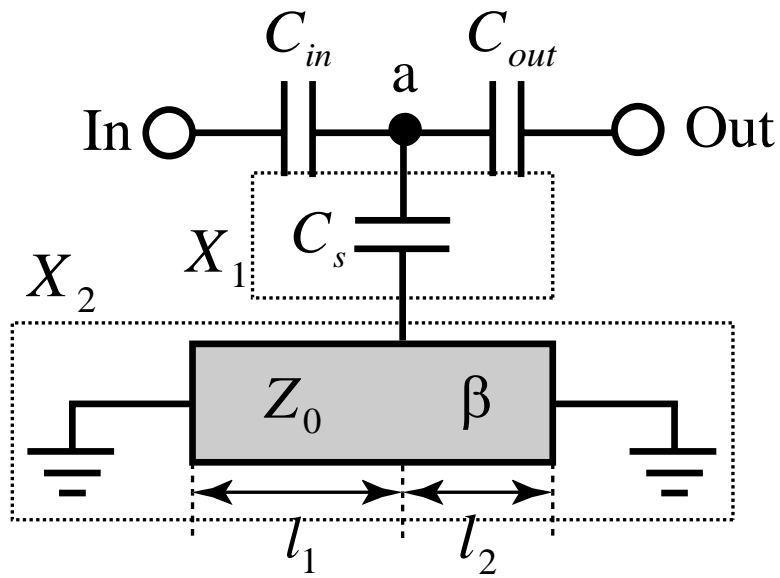 C_in
C_out
a
In
Out
C_s
X_1
X_2
Z_0
β
l_1
l_2